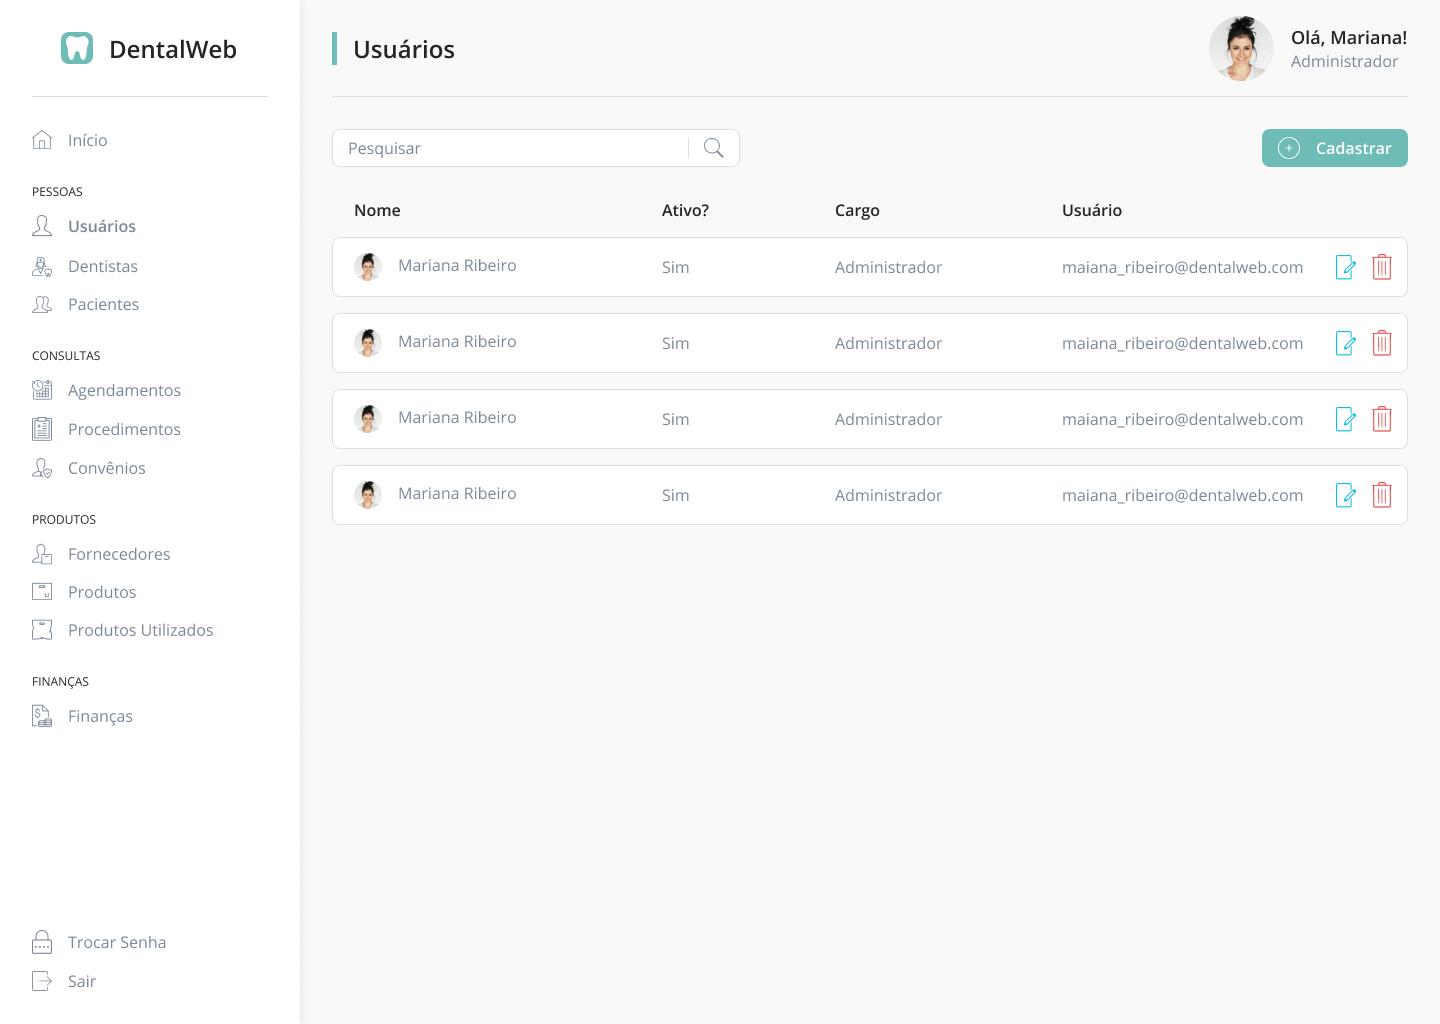 DentalWeb
Início
PESSOAS
Usuários
Dentistas
Pacientes
CONSULTAS
Agendamentos
Procedimentos
Convênios
PRODUTOS
Fornecedores
Produtos
Produtos Utilizados
FINANÇAS
Finanças
Trocar Senha
Sair
Usuários
Olá, Mariana!
Administrador
Pesquisar
Cadastrar
Nome Ativo? Cargo Usuário
Mariana Ribeiro Sim Administrador maiana_ribeiro@dentalweb.com
Mariana Ribeiro Sim Administrador maiana_ribeiro@dentalweb.com
Mariana Ribeiro Sim Administrador maiana_ribeiro@dentalweb.com
Mariana Ribeiro Sim Administrador maiana_ribeiro@dentalweb.com